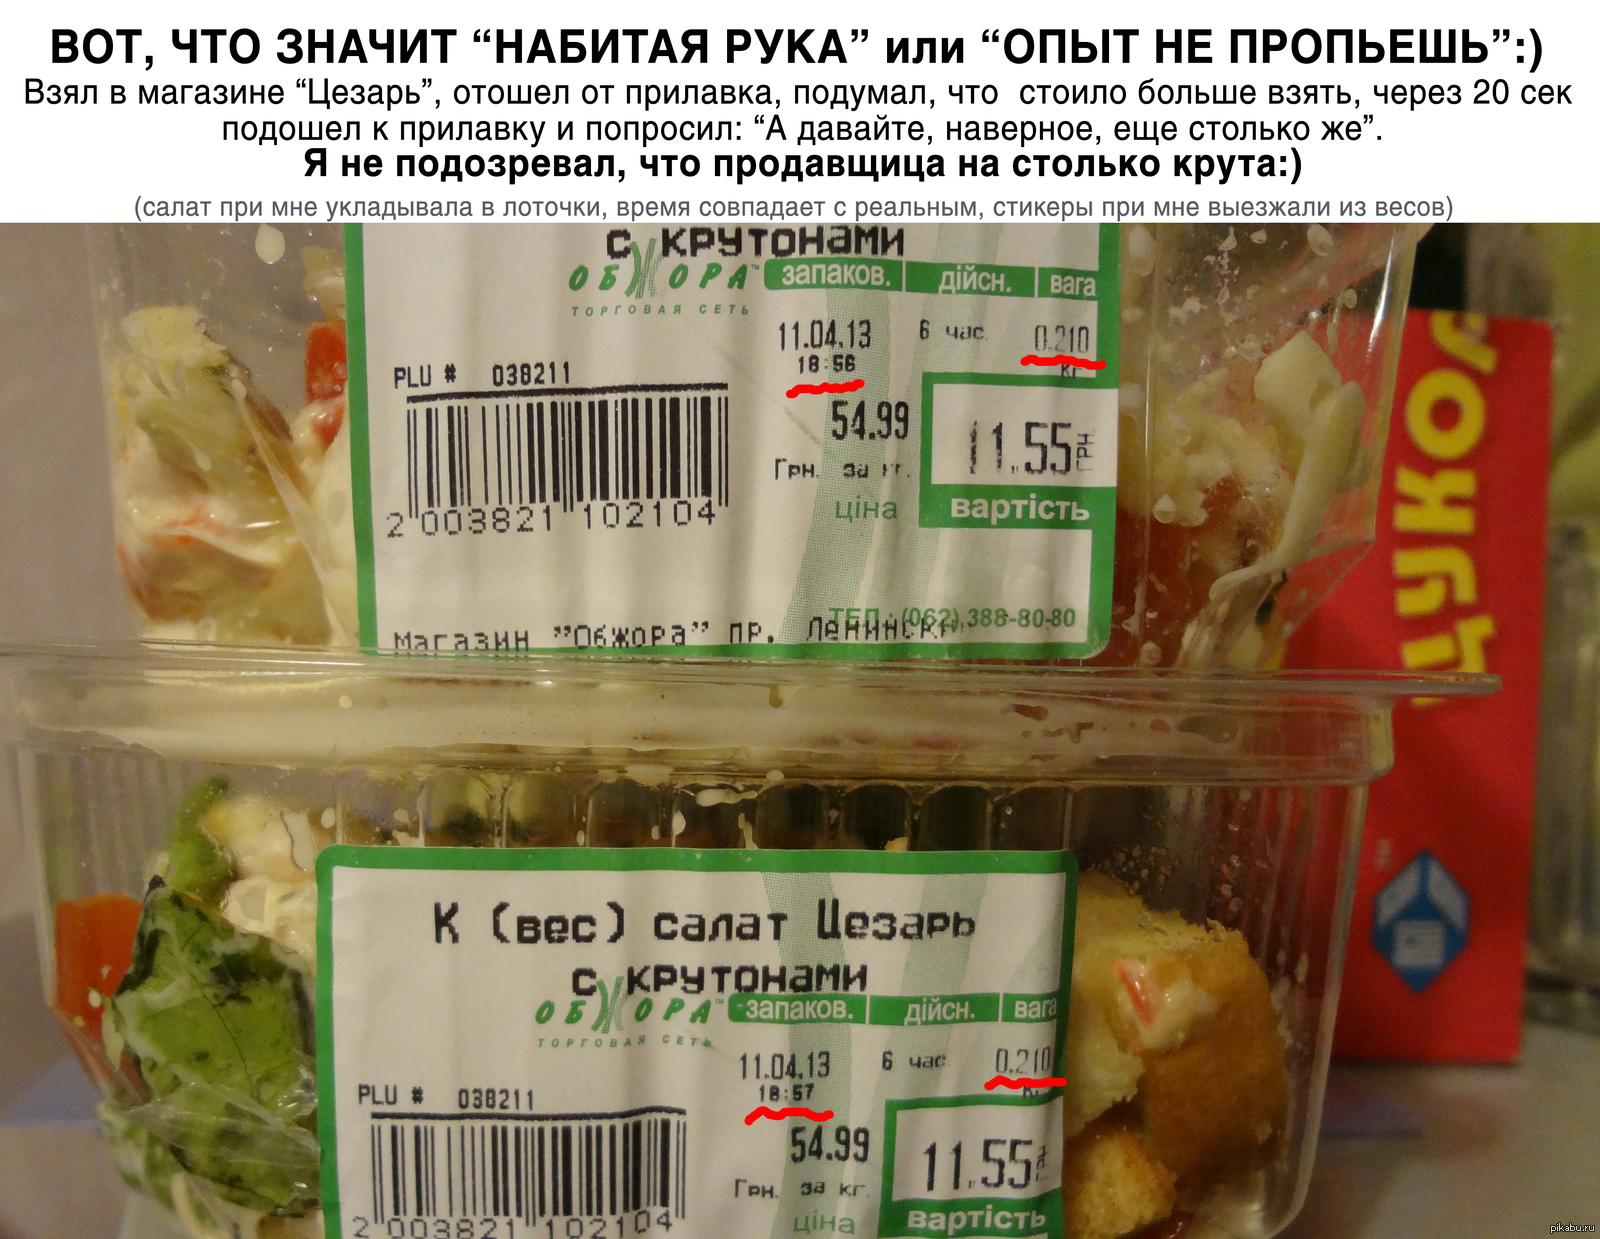 ВОТ, ЧТО ЗНАЧИТ “НАБИТАЯ РУКА” или “ОПЫТ НЕ ПРОПЬЕШЬ”:)
Взял в магазине “Цезарь”, отошел от прилавка, подумал, что стоило больше взять, через 20 сек
подошел к прилавку и попросил: “А давайте, наверное, еще столько же”.
Я не подозревал, что продавщица на столько крута:)
(салат при мне укладывала в лоточки, время совпадает с реальным, стикеры при мне выезжали из весов)
с крутонами
ОБЖОРА™ запаков. дійсн. вага
ТОРГОВАЯ СЕТЬ
11.04.13 6 час. 0.210
18:56 кг
PLU # 038211
54.99 11.55 ГРН
Грн. за кг.
ціна вартість
2 003821 102104
ТЕЛ.: (062) 388-80-80
Магазин "Обжора" пр.
ЦУКОР
К (вес) салат Цезарь
с крутонами
ОБЖОРА™ запаков. дійсн. вага
ТОРГОВАЯ СЕТЬ
11.04.13 6 час 0.210
18:57 кг
PLU # 038211
54.99 11.55 ГРН
Грн. за кг.
ціна вартість
2 003821 102104
pikabu.ru